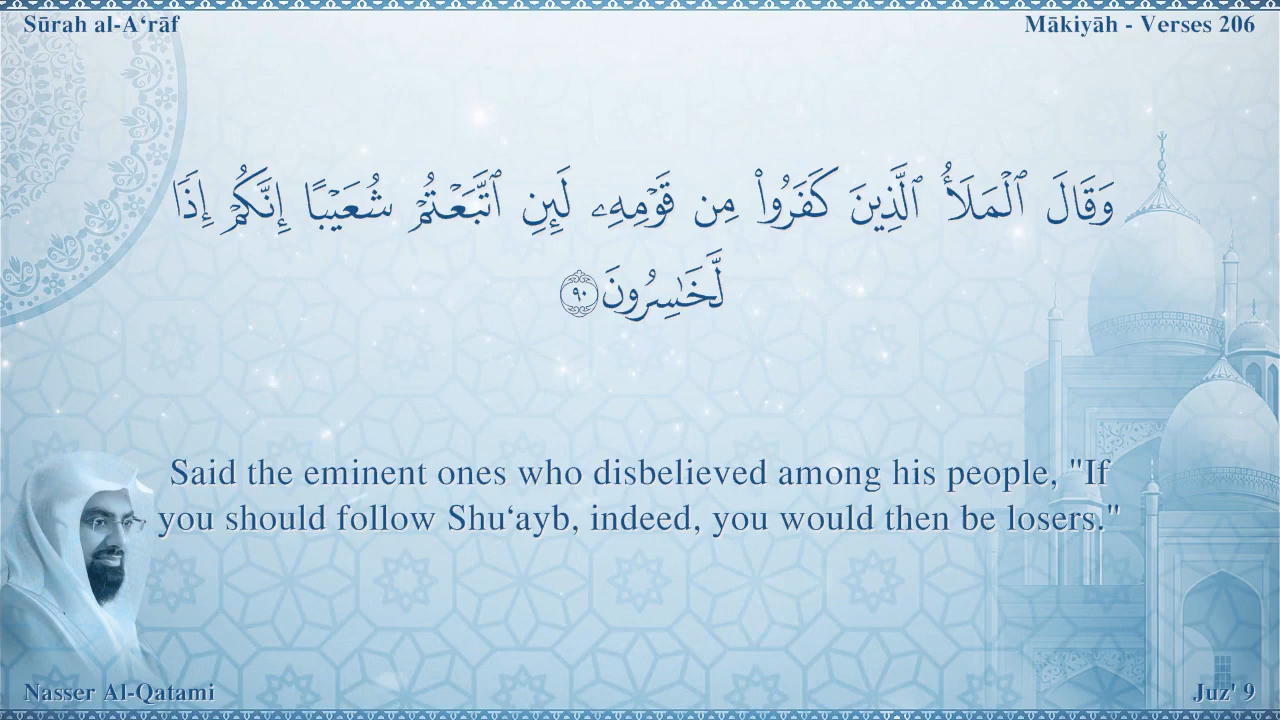 Sūrah al-A‘rāf
Mākiyāh - Verses 206
وَقَالَ ٱلْمَلَأُ ٱلَّذِينَ كَفَرُوا۟ مِن قَوْمِهِۦ لَئِنِ ٱتَّبَعْتُمْ شُعَيْبًا إِنَّكُمْ إِذًا
لَّخَـٰسِرُونَ ٩٠
Said the eminent ones who disbelieved among his people, "If
you should follow Shu‘ayb, indeed, you would then be losers."
Nasser Al-Qatami
Juz' 9